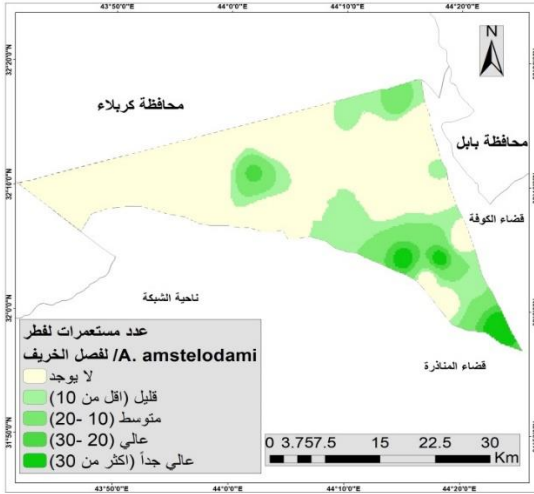 43°50'0"E 44°0'0"E 44°10'0"E 44°20'0"E
32°20'0"N
32°10'0"N
32°0'0"N
31°50'0"N
N
محافظة كربلاء
محافظة بابل
قضاء الكوفة
ناحية الشبكة
قضاء المناذرة
عدد مستعمرات لفطر
A. amstelodami/ لفصل الخريف
لا يوجد
قليل (اقل من 10)
متوسط (10 -20)
عالي (20 -30)
عالي جداً (اكثر من 30)
0 3.75 7.5 15 22.5 30
Km
43°50'0"E 44°0'0"E 44°10'0"E 44°20'0"E